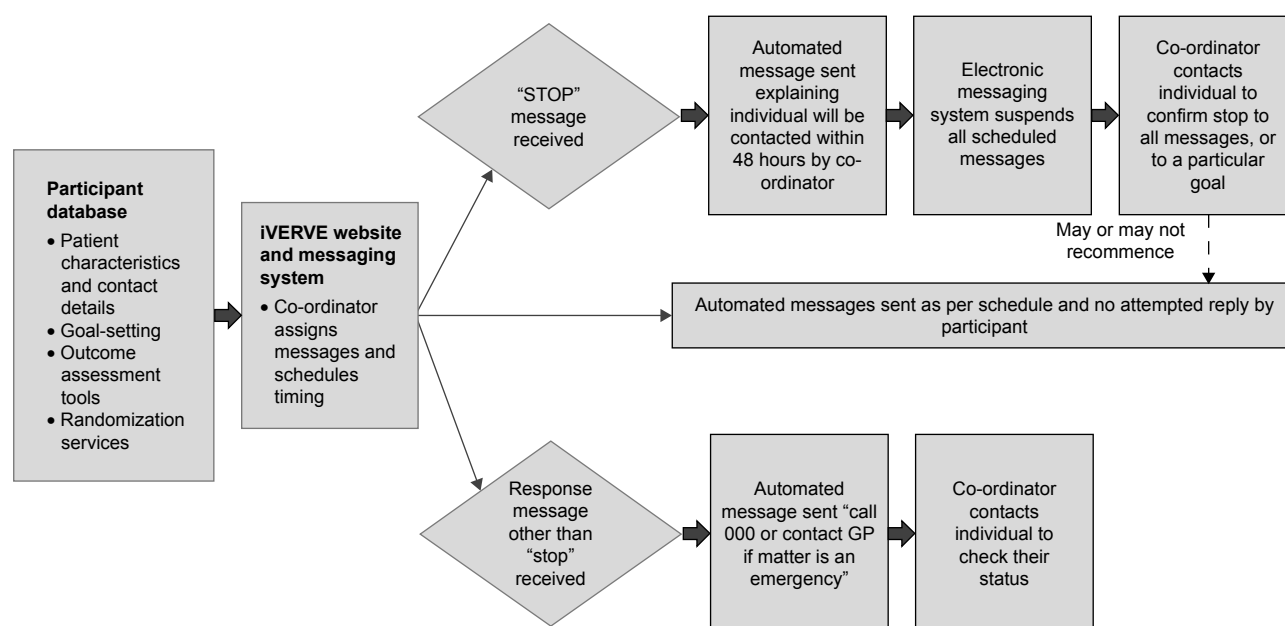 Participant
database
• Patient
characteristics
and contact
details
• Goal-setting
• Outcome
assessment
tools
• Randomization
services
iVERVE website
and messaging
system
• Co-ordinator
assigns
messages and
schedules
timing
“STOP”
message
received
Automated
message sent
explaining
individual will be
contacted within
48 hours by co-
ordinator
Electronic
messaging
system suspends
all scheduled
messages
Co-ordinator
contacts
individual to
confirm stop to
all messages, or
to a particular
goal
May or may not
recommence
Automated messages sent as per schedule and no attempted reply by
participant
Response
message
other than
“stop”
received
Automated
message sent “call
000 or contact GP
if matter is an
emergency”
Co-ordinator
contacts
individual to
check their
status